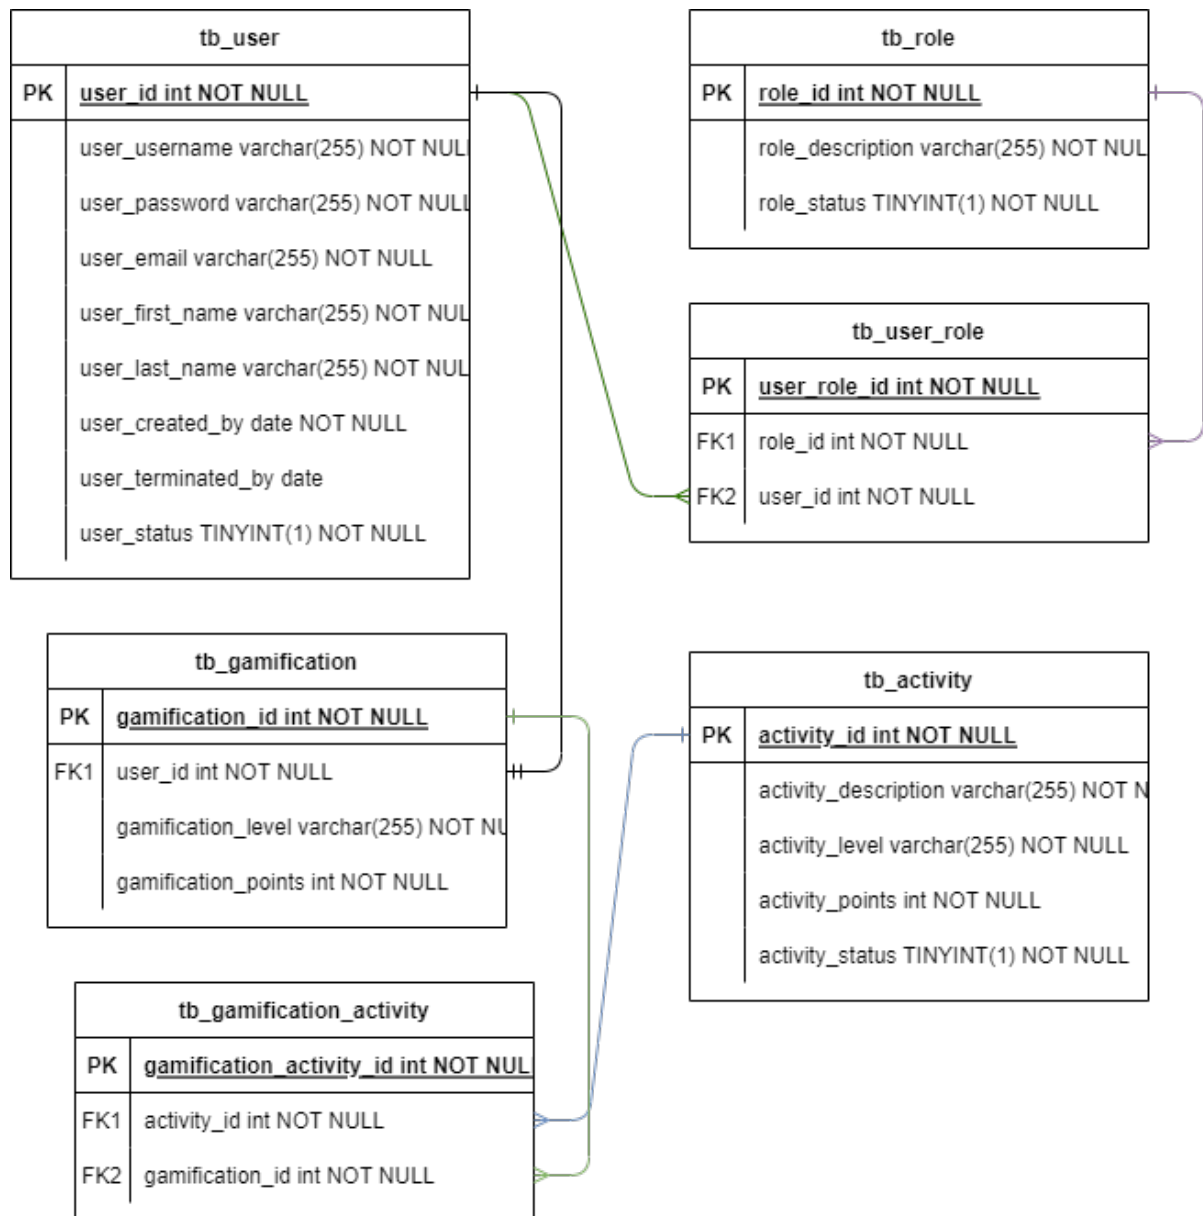 tb_user
PK user_id int NOT NULL
user_username varchar(255) NOT NULL
user_password varchar(255) NOT NULL
user_email varchar(255) NOT NULL
user_first_name varchar(255) NOT NUL
user_last_name varchar(255) NOT NUL
user_created_by date NOT NULL
user_terminated_by date
user_status TINYINT(1) NOT NULL
tb_role
PK role_id int NOT NULL
role_description varchar(255) NOT NUL
role_status TINYINT(1) NOT NULL
tb_user_role
PK user_role_id int NOT NULL
FK1 role_id int NOT NULL
FK2 user_id int NOT NULL
tb_gamification
PK gamification_id int NOT NULL
FK1 user_id int NOT NULL
gamification_level varchar(255) NOT NU
gamification_points int NOT NULL
tb_activity
PK activity_id int NOT NULL
activity_description varchar(255) NOT N
activity_level varchar(255) NOT NULL
activity_points int NOT NULL
activity_status TINYINT(1) NOT NULL
tb_gamification_activity
PK gamification_activity_id int NOT NUL
FK1 activity_id int NOT NULL
FK2 gamification_id int NOT NULL